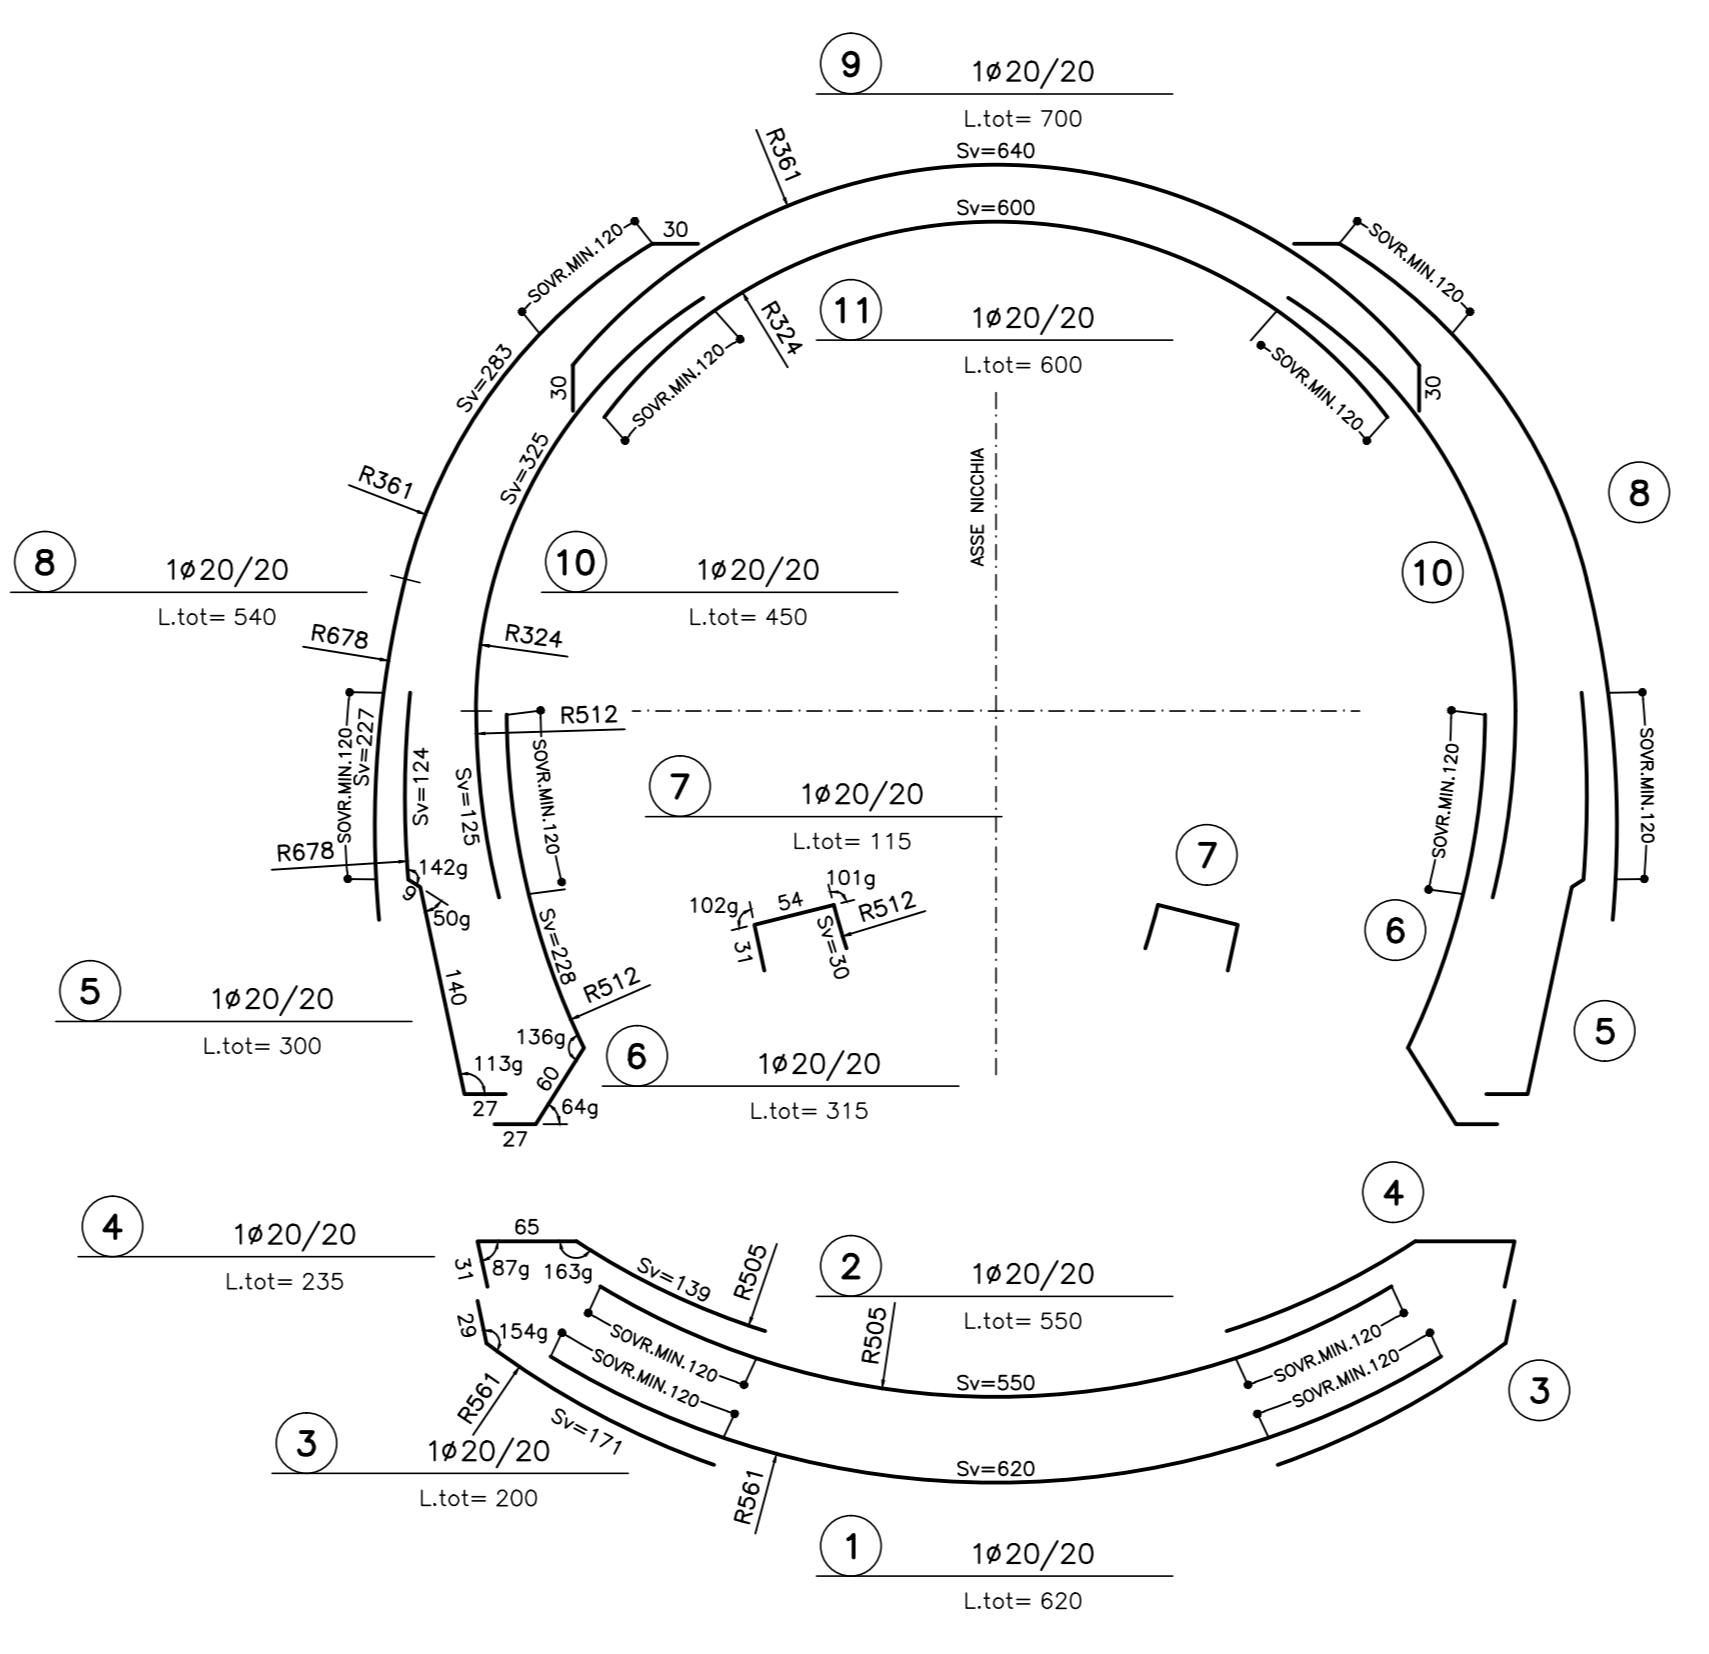 9
1ø20/20
L.tot= 700
Sv=640
R361
Sv=600
SOVR.MIN.120
30
SOVR.MIN.120
11
1ø20/20
L.tot= 600
R324
SOVR.MIN.120
SOVR.MIN.120
30
30
Sv=283
Sv=325
ASSE NICCHIA
R361
8
8
1ø20/20
L.tot= 540
10
1ø20/20
L.tot= 450
10
R678
R324
R512
SOVR.MIN.120
Sv=227
Sv=124
Sv=125
SOVR.MIN.120
SOVR.MIN.120
SOVR.MIN.120
7
1ø20/20
L.tot= 115
R678
142g
9
50g
7
101g
102g
54
R512
31
Sv=30
Sv=228
6
5
1ø20/20
L.tot= 300
140
R512
5
136g
6
1ø20/20
L.tot= 315
113g
60
27
64g
27
4
4
1ø20/20
L.tot= 235
65
31
87g
163g
Sv=139
R505
2
1ø20/20
L.tot= 550
29
154g
SOVR.MIN.120
SOVR.MIN.120
R505
SOVR.MIN.120
SOVR.MIN.120
Sv=550
R561
3
3
1ø20/20
L.tot= 200
Sv=171
Sv=620
R561
1
1ø20/20
L.tot= 620